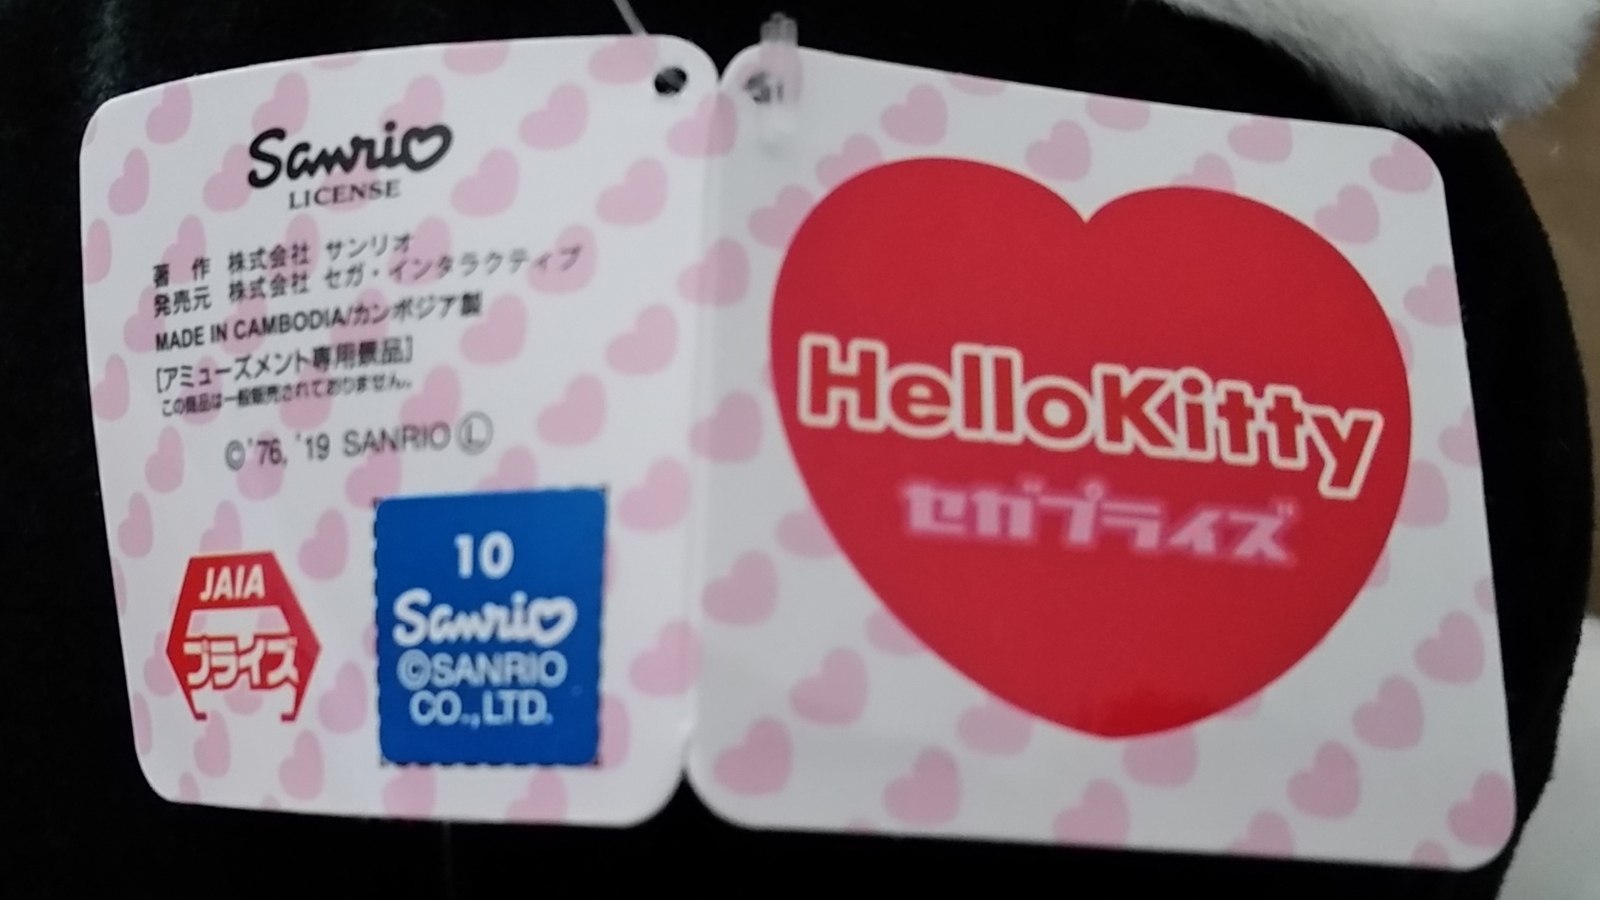 Sanrio
LICENSE
著 作 株式会社 サンリオ
発売元 株式会社 セガ・インタラクティブ
MADE IN CAMBODIA/カンボジア製
[アミューズメント専用景品]
この商品は一般販売されておりません。
©'76, '19 SANRIO Ⓛ
JAIA
プライズ
10
Sanrio
©SANRIO
CO.,LTD.
HelloKitty
セガプライズ